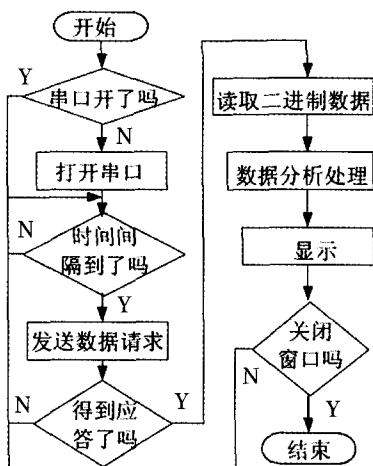 开始
Y
串口开了吗
N
打开串口
N
时间间
隔到了吗
Y
发送数据请求
N
得到应
答了吗
Y
读取二进制数据
数据分析处理
显示
关闭
窗口吗
N
Y
结束